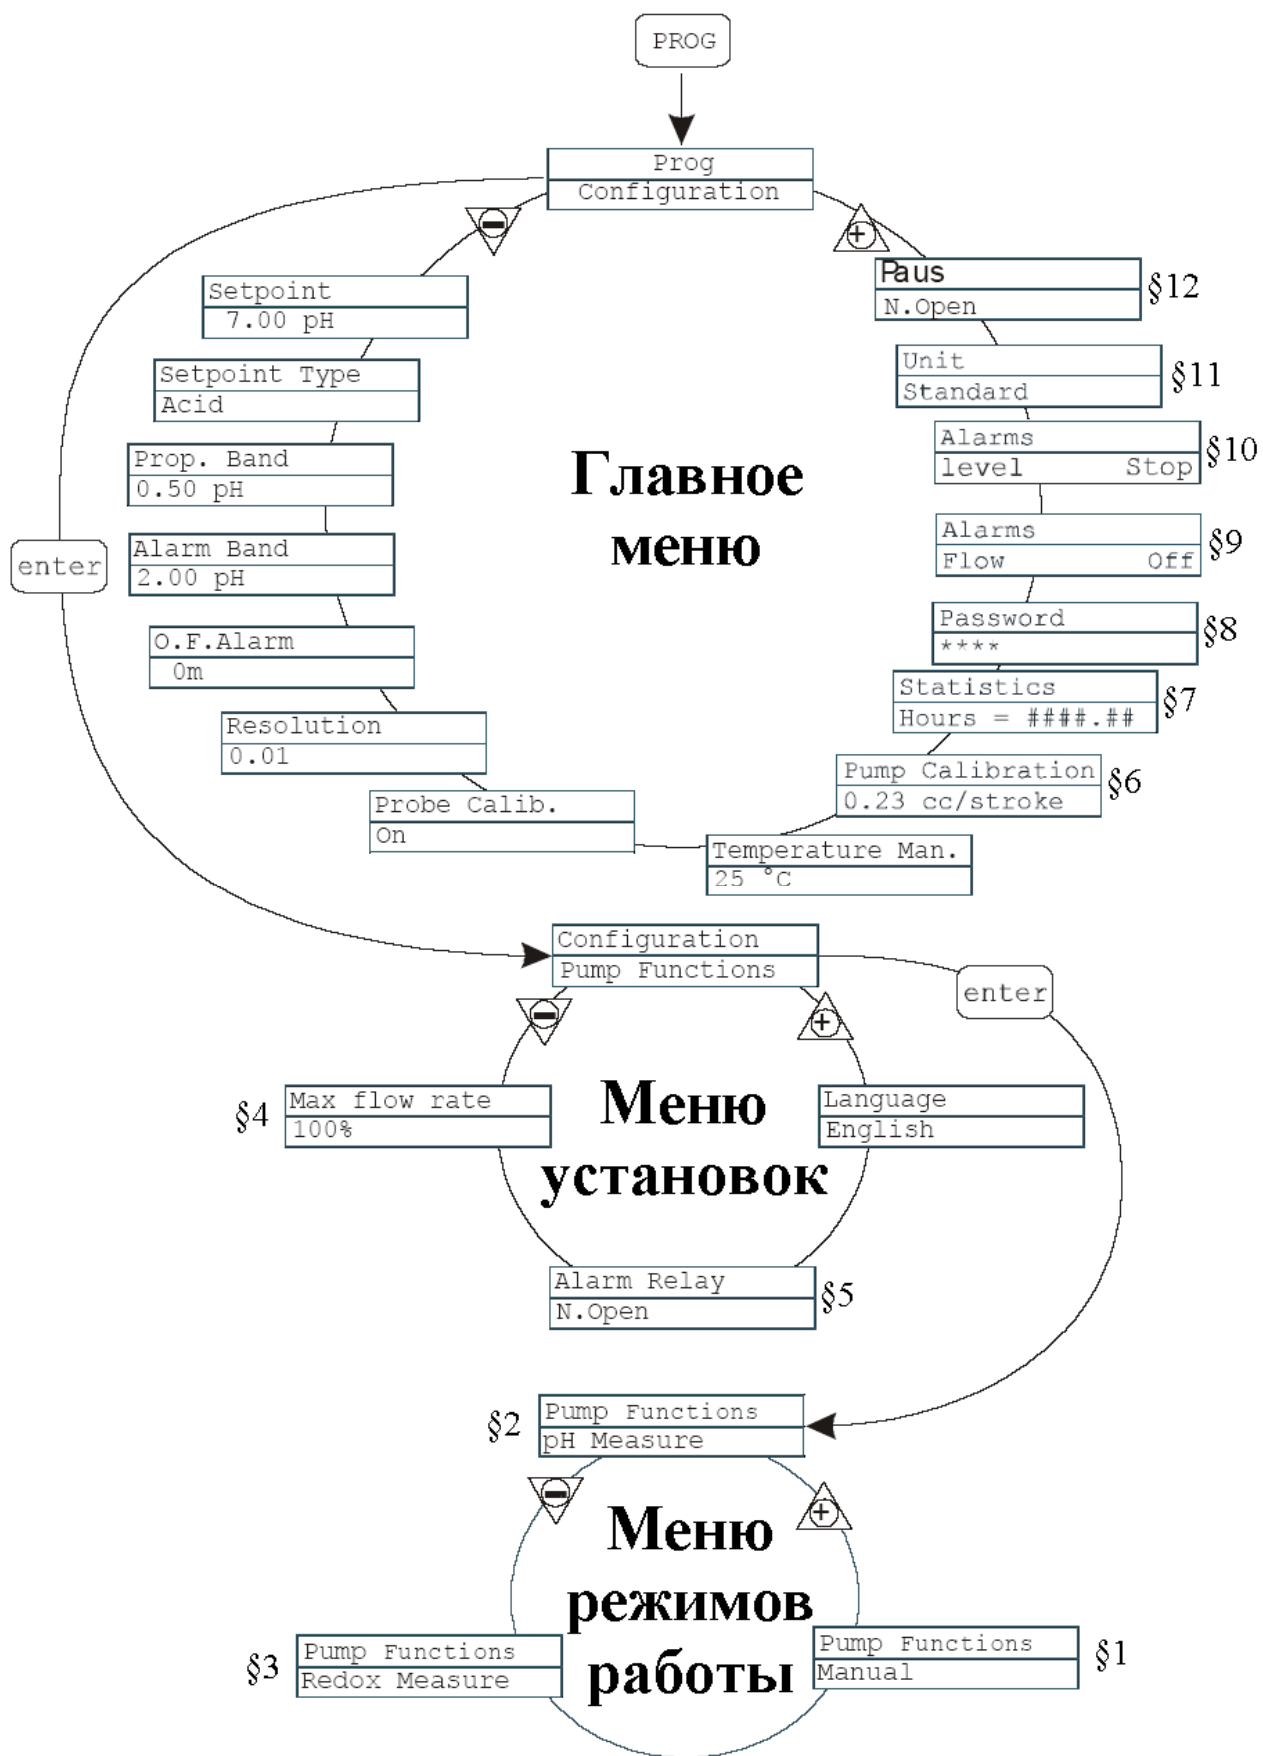 PROG
Prog
Configuration
Setpoint
7.00 pH
Paus
N.Open
§12
Setpoint Type
Acid
Unit
Standard
§11
Prop. Band
0.50 pH
Главное
меню
Alarms
level Stop
§10
enter
Alarm Band
2.00 pH
Alarms
Flow Off
§9
O.F.Alarm
0m
Password
****
§8
Resolution
0.01
Statistics
Hours = ####.##
§7
Probe Calib.
On
Pump Calibration
0.23 cc/stroke
§6
Temperature Man.
25 °C
Configuration
Pump Functions
enter
§4
Max flow rate
100%
Меню
установок
Language
English
Alarm Relay
N.Open
§5
§2
Pump Functions
pH Measure
Меню
режимов
работы
§3
Pump Functions
Redox Measure
Pump Functions
Manual
§1